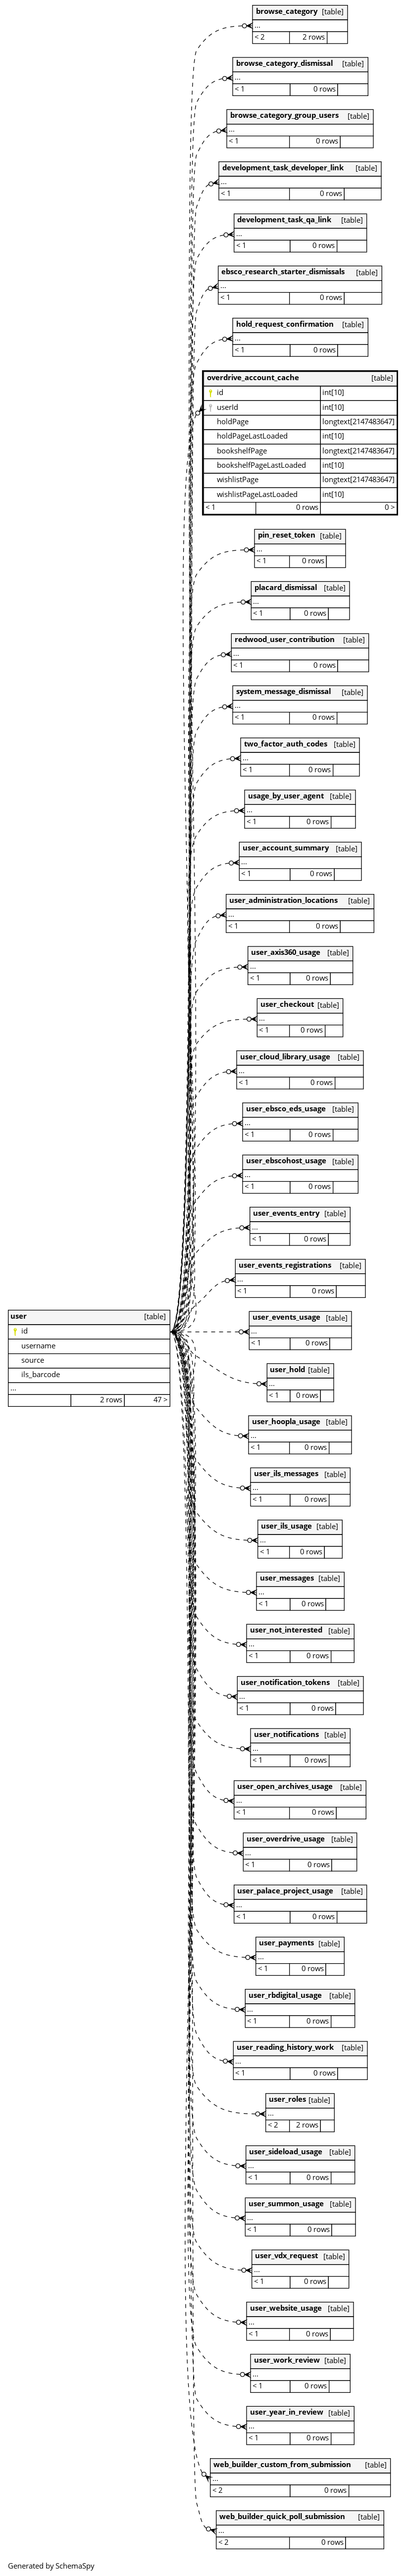 browse_category [table]
...
< 2 2 rows
browse_category_dismissal [table]
...
< 1 0 rows
browse_category_group_users [table]
...
< 1 0 rows
development_task_developer_link [table]
...
< 1 0 rows
development_task_qa_link [table]
...
< 1 0 rows
ebsco_research_starter_dismissals [table]
...
< 1 0 rows
hold_request_confirmation [table]
...
< 1 0 rows
overdrive_account_cache [table]
id int[10]
userId int[10]
holdPage longtext[2147483647]
holdPageLastLoaded int[10]
bookshelfPage longtext[2147483647]
bookshelfPageLastLoaded int[10]
wishlistPage longtext[2147483647]
wishlistPageLastLoaded int[10]
< 1 0 rows 0 >
pin_reset_token [table]
...
< 1 0 rows
placard_dismissal [table]
...
< 1 0 rows
redwood_user_contribution [table]
...
< 1 0 rows
system_message_dismissal [table]
...
< 1 0 rows
two_factor_auth_codes [table]
...
< 1 0 rows
usage_by_user_agent [table]
...
< 1 0 rows
user_account_summary [table]
...
< 1 0 rows
user_administration_locations [table]
...
< 1 0 rows
user_axis360_usage [table]
...
< 1 0 rows
user_checkout [table]
...
< 1 0 rows
user_cloud_library_usage [table]
...
< 1 0 rows
user_ebsco_eds_usage [table]
...
< 1 0 rows
user_ebscohost_usage [table]
...
< 1 0 rows
user_events_entry [table]
...
< 1 0 rows
user_events_registrations [table]
...
< 1 0 rows
user [table]
id
username
source
ils_barcode
...
2 rows 47 >
user_events_usage [table]
...
< 1 0 rows
user_hold [table]
...
< 1 0 rows
user_hoopla_usage [table]
...
< 1 0 rows
user_ils_messages [table]
...
< 1 0 rows
user_ils_usage [table]
...
< 1 0 rows
user_messages [table]
...
< 1 0 rows
user_not_interested [table]
...
< 1 0 rows
user_notification_tokens [table]
...
< 1 0 rows
user_notifications [table]
...
< 1 0 rows
user_open_archives_usage [table]
...
< 1 0 rows
user_overdrive_usage [table]
...
< 1 0 rows
user_palace_project_usage [table]
...
< 1 0 rows
user_payments [table]
...
< 1 0 rows
user_rbdigital_usage [table]
...
< 1 0 rows
user_reading_history_work [table]
...
< 1 0 rows
user_roles [table]
...
< 2 2 rows
user_sideload_usage [table]
...
< 1 0 rows
user_summon_usage [table]
...
< 1 0 rows
user_vdx_request [table]
...
< 1 0 rows
user_website_usage [table]
...
< 1 0 rows
user_work_review [table]
...
< 1 0 rows
user_year_in_review [table]
...
< 1 0 rows
web_builder_custom_from_submission [table]
...
< 2 0 rows
web_builder_quick_poll_submission [table]
...
< 2 0 rows
Generated by SchemaSpy